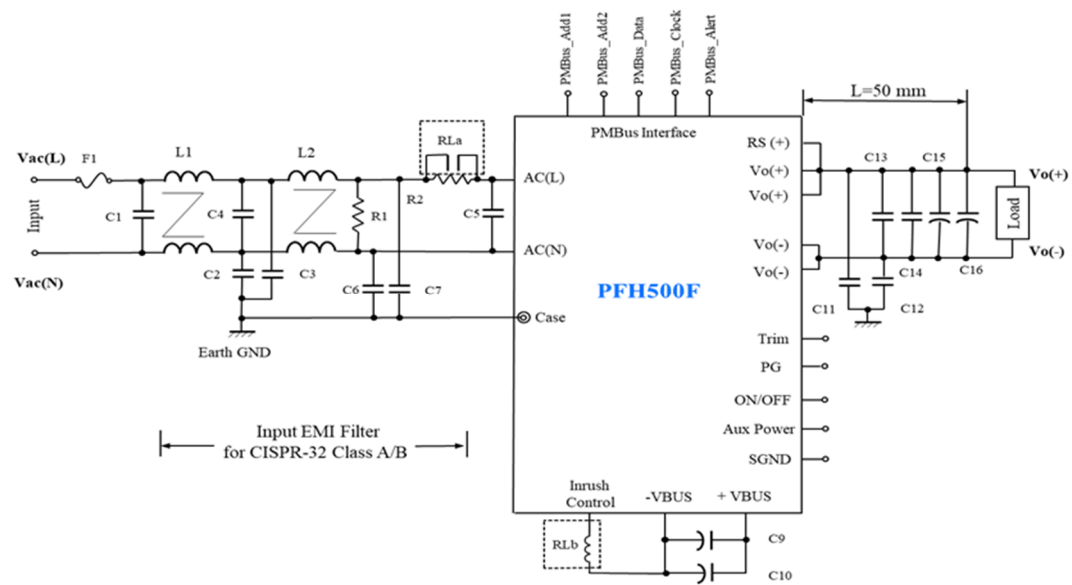 PMBus_Add1
PMBus_Add2
PMBus_Data
PMBus_Clock
PMBus_Alert
L=50 mm
PMBus Interface
RLa
Vac(L)
F1
L1
L2
RS (+)
C13
C15
AC(L)
Vo(+)
Vo(+)
Vo(+)
R2
Input
C1
C4
R1
C5
Load
AC(N)
Vo(-)
Vo(-)
Vo(-)
Vac(N)
C2
C3
C6
C7
C14
C16
PFH500F
C11
C12
Case
Earth GND
Trim
PG
ON/OFF
Aux Power
SGND
Input EMI Filter
for CISPR-32 Class A/B
Inrush
Control
-VBUS
+ VBUS
RLb
C9
C10